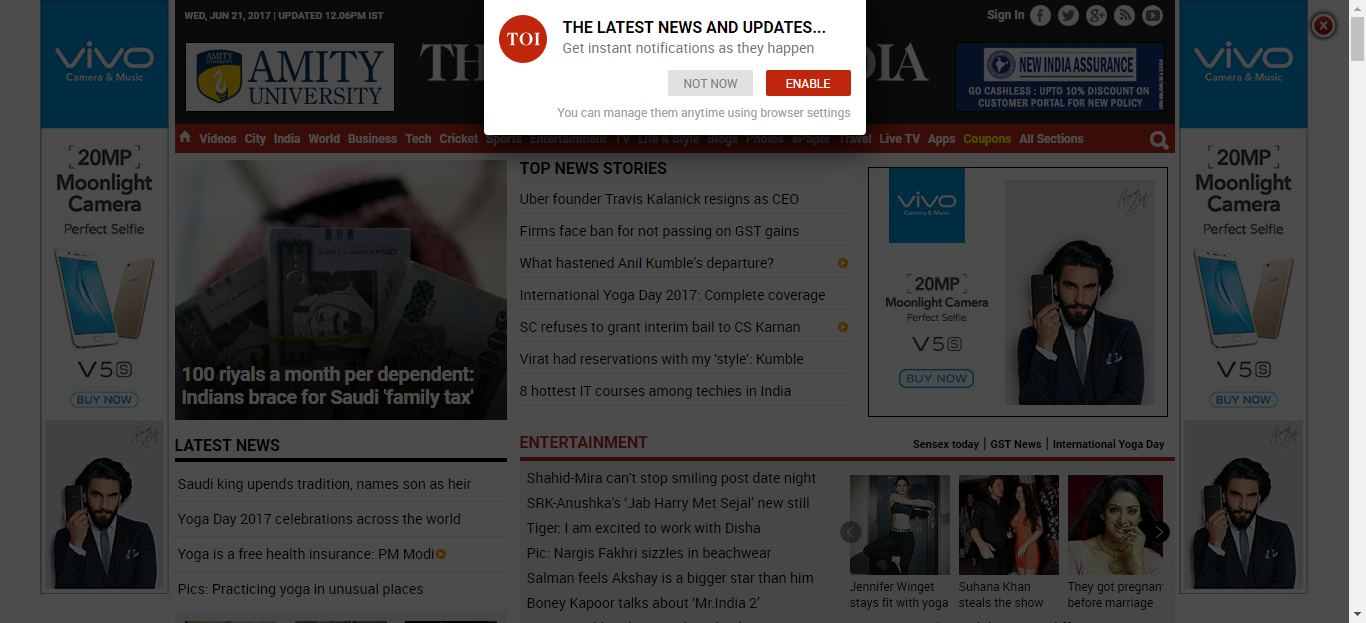 WED, JUN 21, 2017 | UPDATED 12.06PM IST
Sign In
TOI
THE LATEST NEWS AND UPDATES...
Get instant notifications as they happen
NOT NOW
ENABLE
You can manage them anytime using browser settings
vivo
Camera & Music
20MP
Moonlight
Camera
Perfect Selfie
V5S
BUY NOW
AMITY
UNIVERSITY
AMITY
UNIVERSITY
TH
DIA
NEW INDIA ASSURANCE
GO CASHLESS : UPTO 10% DISCOUNT ON
CUSTOMER PORTAL FOR NEW POLICY
vivo
Camera & Music
20MP
Moonlight
Camera
Perfect Selfie
V5S
BUY NOW
Videos City India World Business Tech Cricket Sports Entertainment TV Life & Style Blogs Photos ePaper Travel Live TV Apps Coupons All Sections
100 riyals a month per dependent:
Indians brace for Saudi 'family tax'
TOP NEWS STORIES
Uber founder Travis Kalanick resigns as CEO
Firms face ban for not passing on GST gains
What hastened Anil Kumble's departure?
International Yoga Day 2017: Complete coverage
SC refuses to grant interim bail to CS Karnan
Virat had reservations with my 'style': Kumble
8 hottest IT courses among techies in India
vivo
Camera & Music
20MP
Moonlight Camera
Perfect Selfie
V5S
BUY NOW
LATEST NEWS
Saudi king upends tradition, names son as heir
Yoga Day 2017 celebrations across the world
Yoga is a free health insurance: PM Modi
Pics: Practicing yoga in unusual places
ENTERTAINMENT
Sensex today | GST News | International Yoga Day
Shahid-Mira can't stop smiling post date night
SRK-Anushka's ‘Jab Harry Met Sejal’ new still
Tiger: I am excited to work with Disha
Pic: Nargis Fakhri sizzles in beachwear
Salman feels Akshay is a bigger star than him
Boney Kapoor talks about ‘Mr.India 2’
Jennifer Winget
stays fit with yoga
Suhana Khan
steals the show
They got pregnan
before marriage